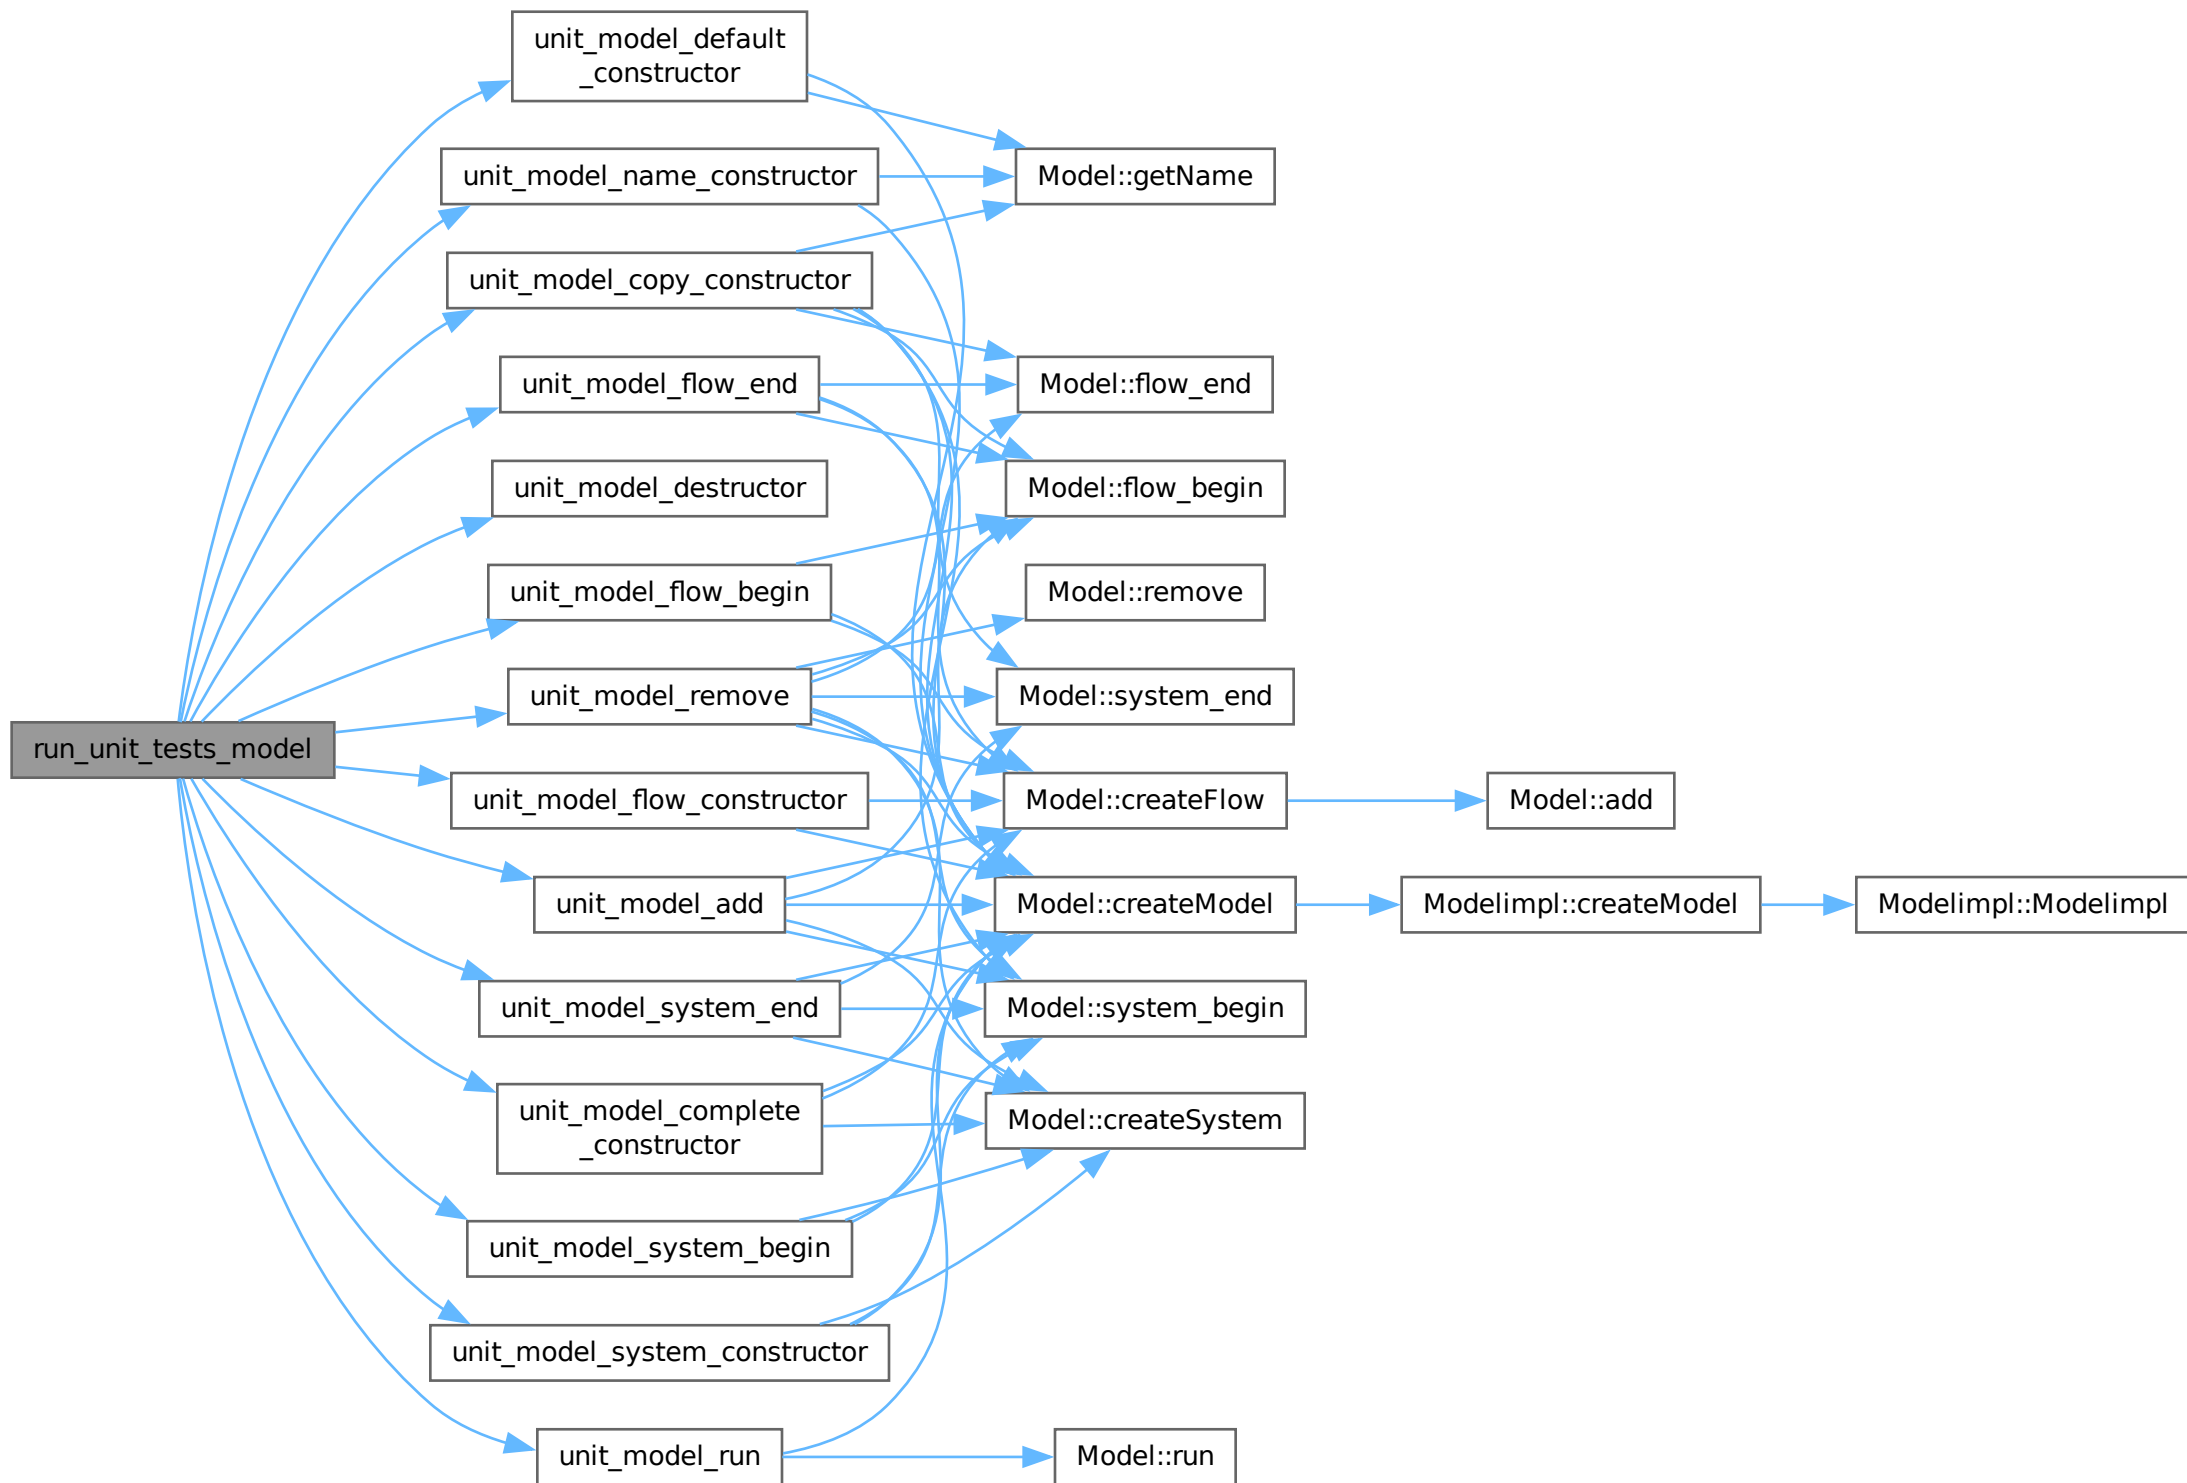 unit_model_default
_constructor
unit_model_name_constructor
Model::getName
unit_model_copy_constructor
unit_model_flow_end
Model::flow_end
unit_model_destructor
Model::flow_begin
unit_model_flow_begin
Model::remove
unit_model_remove
Model::system_end
run_unit_tests_model
unit_model_flow_constructor
Model::createFlow
Model::add
unit_model_add
Model::createModel
Modelimpl::createModel
Modelimpl::Modelimpl
unit_model_system_end
Model::system_begin
unit_model_complete
_constructor
Model::createSystem
unit_model_system_begin
unit_model_system_constructor
unit_model_run
Model::run